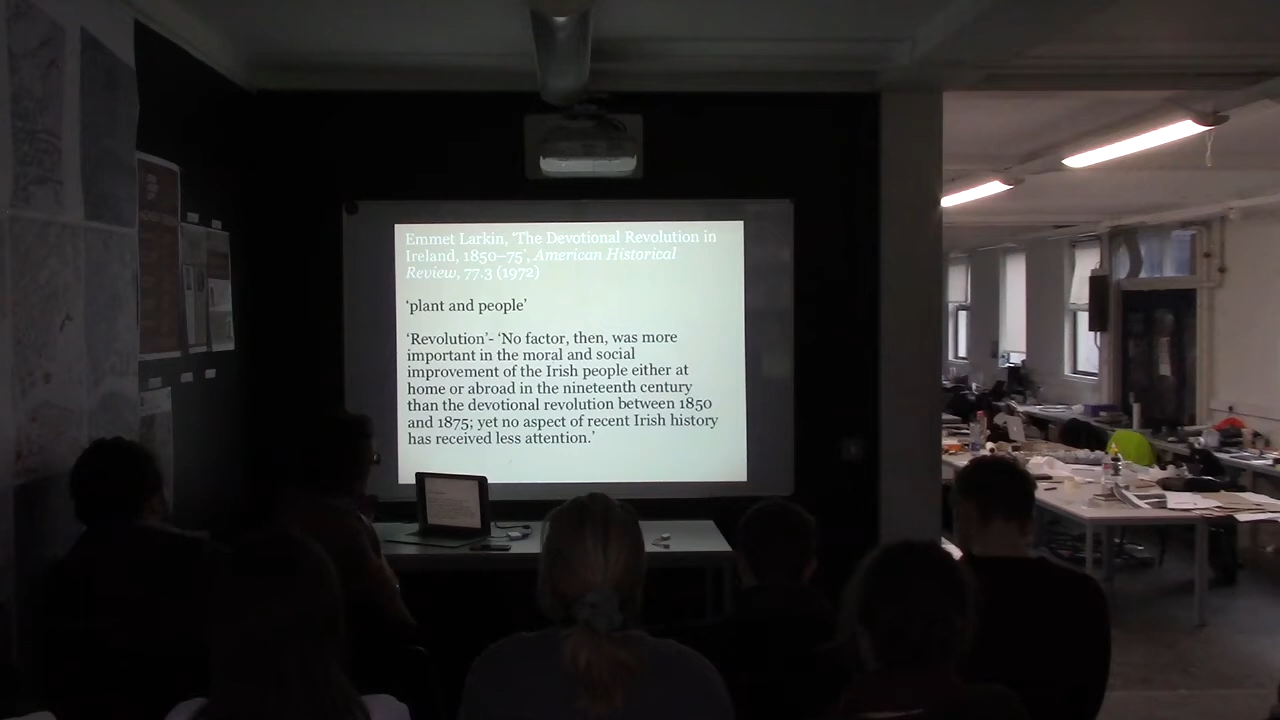 Emmet Larkin, ‘The Devotional Revolution in
Ireland, 1850–75’, American Historical
Review, 77.3 (1972)
‘plant and people’
‘Revolution’- ‘No factor, then, was more
important in the moral and social
improvement of the Irish people either at
home or abroad in the nineteenth century
than the devotional revolution between 1850
and 1875; yet no aspect of recent Irish history
has received less attention.’